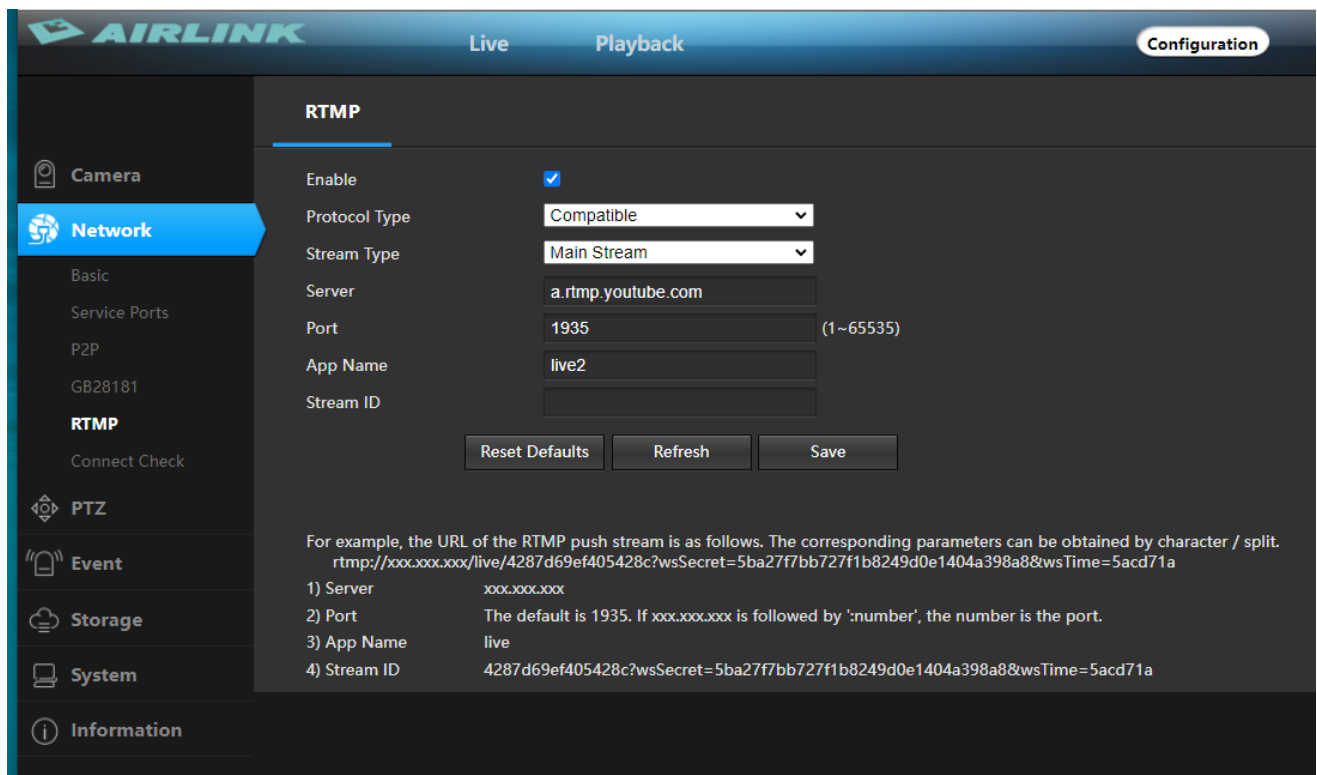 AIRLINK
Live Playback Configuration
RTMP
Camera
Network
Basic
Service Ports
P2P
GB28181
RTMP
Connect Check
PTZ
Event
Storage
System
Information
Enable
Protocol Type Compatible
Stream Type Main Stream
Server a.rtmp.youtube.com
Port 1935 (1~65535)
App Name live2
Stream ID
Reset Defaults Refresh Save
For example, the URL of the RTMP push stream is as follows. The corresponding parameters can be obtained by character / split.
rtmp://xxx.xxx.xxx/live/4287d69ef405428c?wsSecret=5ba27f7bb727f1b8249d0e1404a398a8&wsTime=5acd71a
1) Server xxx.xxx.xxx
2) Port The default is 1935. If xxx.xxx.xxx is followed by ':number', the number is the port.
3) App Name live
4) Stream ID 4287d69ef405428c?wsSecret=5ba27f7bb727f1b8249d0e1404a398a8&wsTime=5acd71a